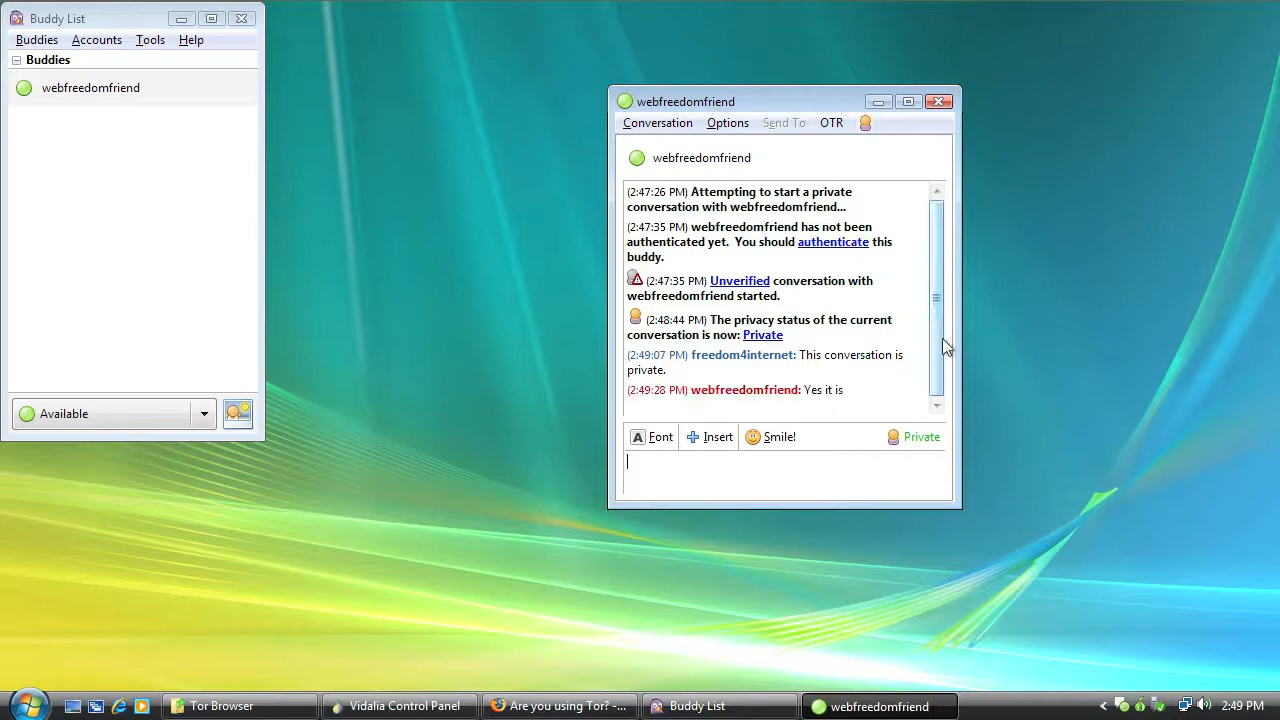 Buddy List
Buddies Accounts Tools Help
Buddies
webfreedomfriend
Available
webfreedomfriend
Conversation Options Send To OTR
webfreedomfriend
(2:47:26 PM) Attempting to start a private
conversation with webfreedomfriend...
(2:47:35 PM) webfreedomfriend has not been
authenticated yet. You should authenticate this
buddy.
(2:47:35 PM) Unverified conversation with
webfreedomfriend started.
(2:48:44 PM) The privacy status of the current
conversation is now: Private
(2:49:07 PM) freedom4internet: This conversation is
private.
(2:49:28 PM) webfreedomfriend: Yes it is
A Font Insert Smile! Private
Tor Browser Vidalia Control Panel Are you using Tor? -... Buddy List webfreedomfriend 2:49 PM